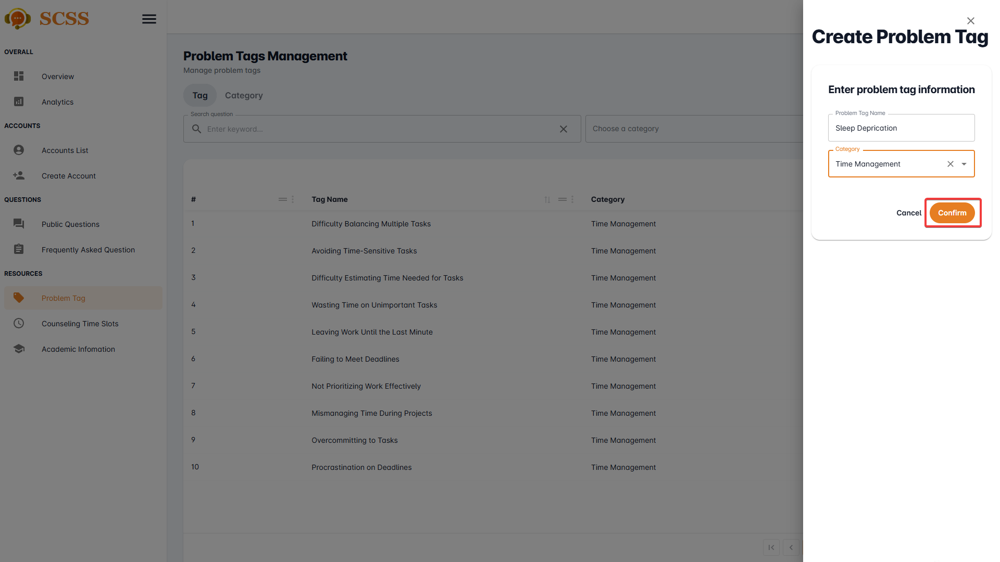 SCSS
OVERALL
Overview
Analytics
ACCOUNTS
Accounts List
Create Account
QUESTIONS
Public Questions
Frequently Asked Question
RESOURCES
Problem Tag
Counseling Time Slots
Academic Infomation
Problem Tags Management
Manage problem tags
Tag Category
Search question
Enter keyword...
Choose a category
# Tag Name Category
1 Difficulty Balancing Multiple Tasks Time Management
2 Avoiding Time-Sensitive Tasks Time Management
3 Difficulty Estimating Time Needed for Tasks Time Management
4 Wasting Time on Unimportant Tasks Time Management
5 Leaving Work Until the Last Minute Time Management
6 Failing to Meet Deadlines Time Management
7 Not Prioritizing Work Effectively Time Management
8 Mismanaging Time During Projects Time Management
9 Overcommitting to Tasks Time Management
10 Procrastination on Deadlines Time Management
Create Problem Tag
Enter problem tag information
Problem Tag Name
Sleep Deprication
Category
Time Management
Cancel Confirm